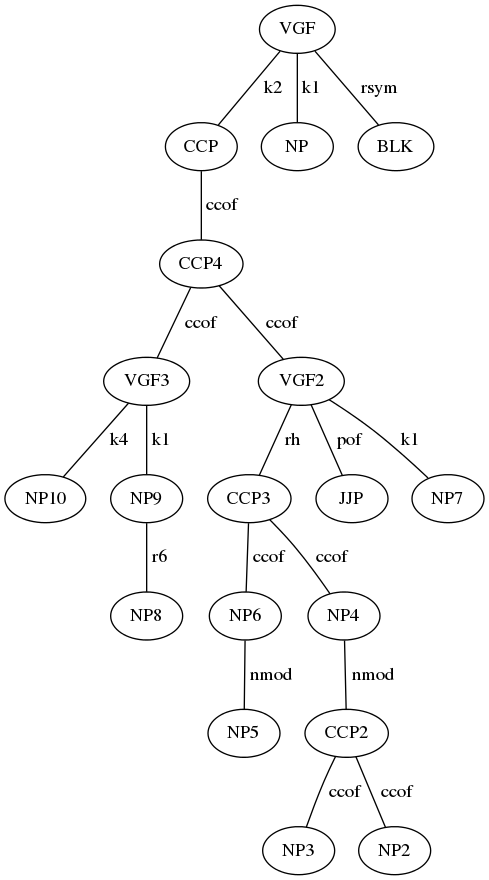 VGF
k2 k1 rsym
CCP NP BLK
ccof
CCP4
ccof ccof
VGF3 VGF2
k4 k1 rh pof k1
NP10 NP9 CCP3 JJP NP7
r6 ccof ccof
NP8 NP6 NP4
nmod nmod
NP5 CCP2
ccof ccof
NP3 NP2